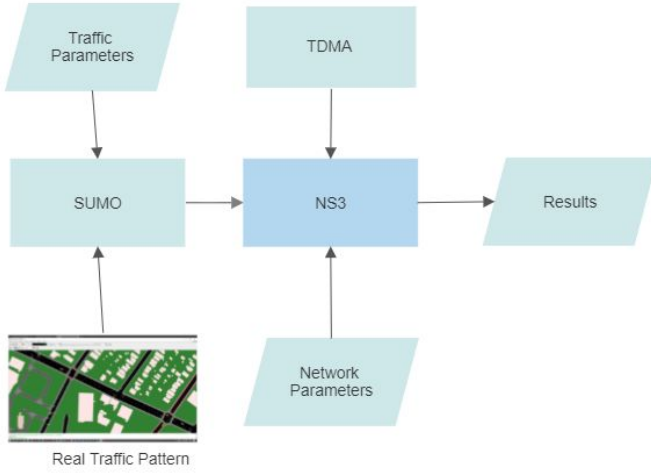 Traffic
Parameters
TDMA
SUMO
NS3
Results
Network
Parameters
Real Traffic Pattern